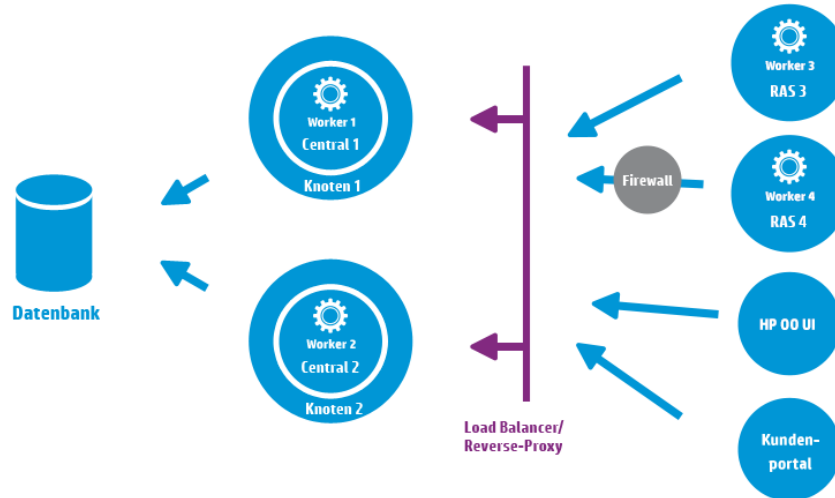 Worker 1
Central 1
Knoten 1
Datenbank
Worker 2
Central 2
Knoten 2
Load Balancer/
Reverse-Proxy
Firewall
Worker 3
RAS 3
Worker 4
RAS 4
HP OO UI
Kunden-
portal